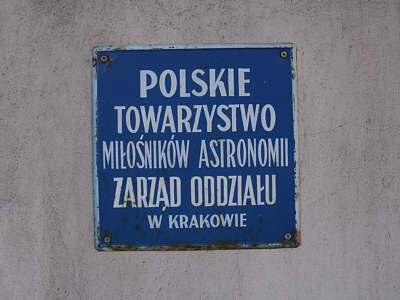 POLSKIE
TOWARZYSTWO
MIŁOŚNIKÓW ASTRONOMII
ZARZĄD ODDZIAŁU
W KRAKOWIE